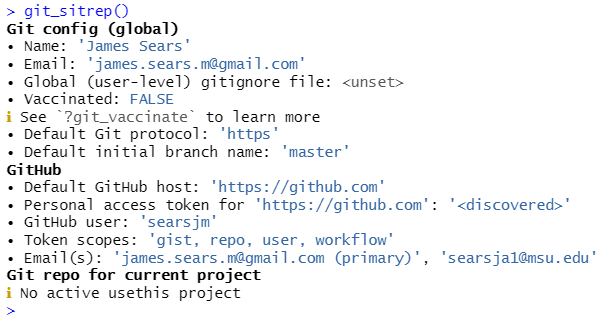 > git_sitrep()
Git config (global)
• Name: 'James Sears'
• Email: 'james.sears.m@gmail.com'
• Global (user-level) gitignore file: <unset>
• Vaccinated: FALSE
ℹ See `?git_vaccinate` to learn more
• Default Git protocol: 'https'
• Default initial branch name: 'master'
GitHub
• Default GitHub host: 'https://github.com'
• Personal access token for 'https://github.com': '<discovered>'
• GitHub user: 'searsjm'
• Token scopes: 'gist, repo, user, workflow'
• Email(s): 'james.sears.m@gmail.com (primary)', 'searsja1@msu.edu'
Git repo for current project
ℹ No active usethis project
>